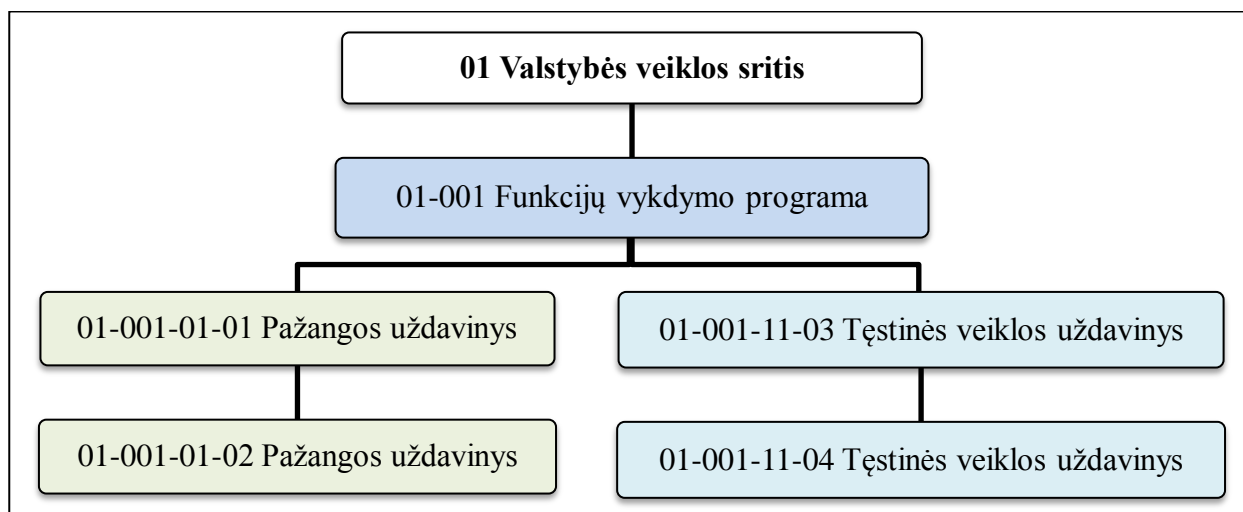 01 Valstybės veiklos sritis
01-001 Funkcijų vykdymo programa
01-001-01-01 Pažangos uždavinys
01-001-11-03 Tęstinės veiklos uždavinys
01-001-01-02 Pažangos uždavinys
01-001-11-04 Tęstinės veiklos uždavinys